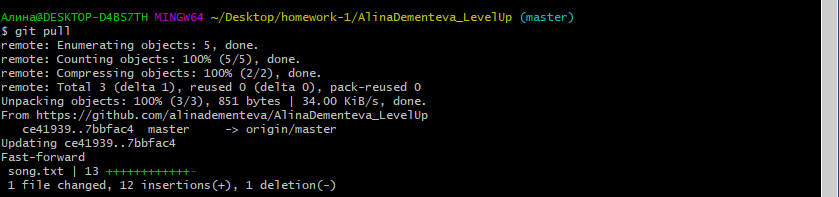 Алина@DESKTOP-D4BS7TH MINGW64 ~/Desktop/homework-1/AlinaDementeva_LevelUp (master)
$ git pull
remote: Enumerating objects: 5, done.
remote: Counting objects: 100% (5/5), done.
remote: Compressing objects: 100% (2/2), done.
remote: Total 3 (delta 1), reused 0 (delta 0), pack-reused 0
Unpacking objects: 100% (3/3), 851 bytes | 34.00 KiB/s, done.
From https://github.com/alinadementeva/AlinaDementeva_LevelUp
   ce41939..7bbfac4  master     -> origin/master
Updating ce41939..7bbfac4
Fast-forward
 song.txt | 13 ++++++++++++-
 1 file changed, 12 insertions(+), 1 deletion(-)